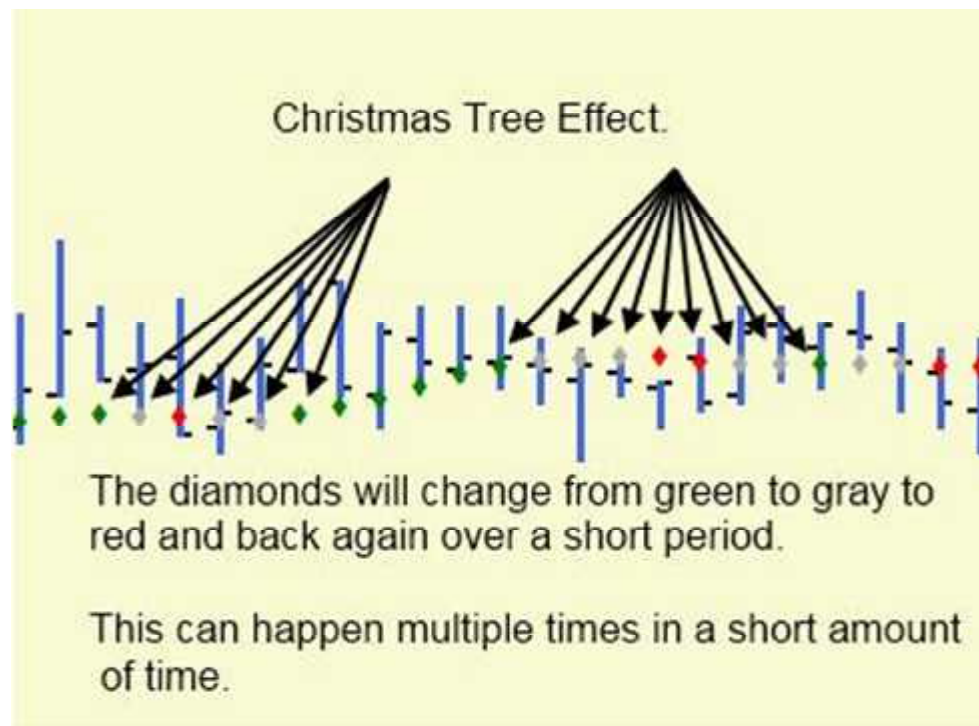 Christmas Tree Effect.
The diamonds will change from green to gray to
red and back again over a short period.
This can happen multiple times in a short amount
of time.